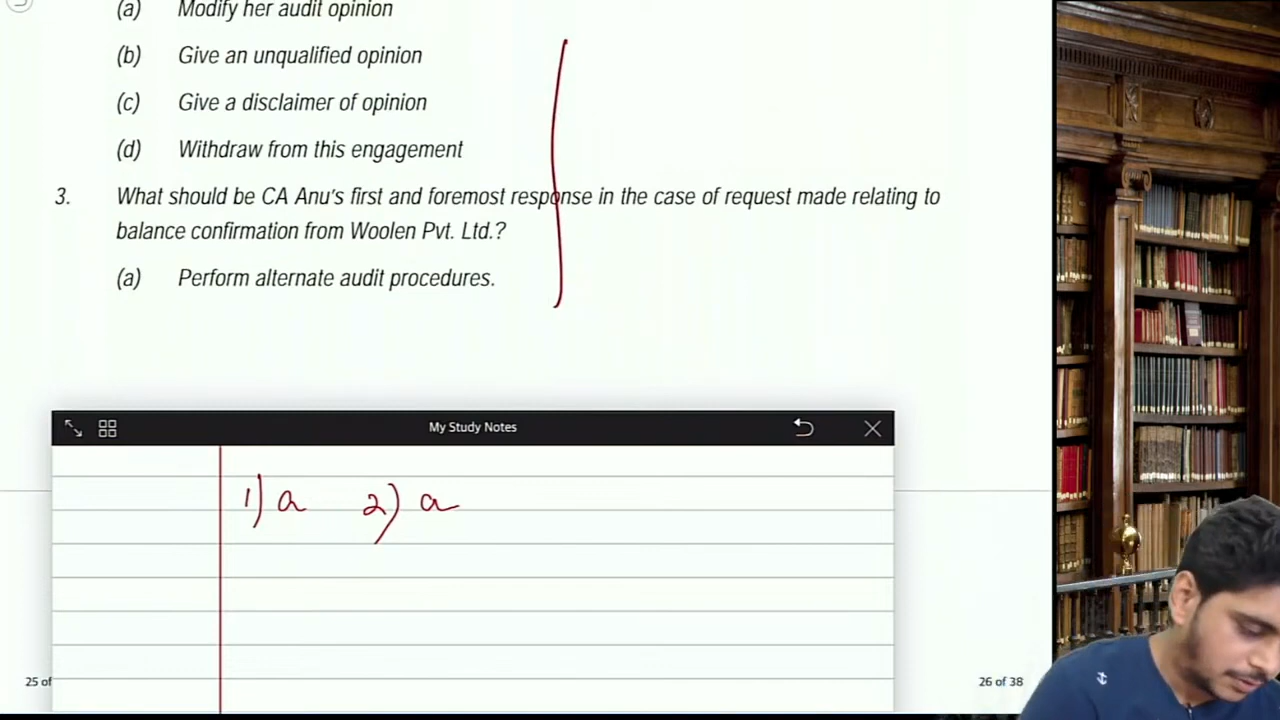 (a) Modify her audit opinion
(b) Give an unqualified opinion
(c) Give a disclaimer of opinion
(d) Withdraw from this engagement
3. What should be CA Anu's first and foremost response in the case of request made relating to
balance confirmation from Woolen Pvt. Ltd.?
(a) Perform alternate audit procedures.
My Study Notes
1) a 2) a
25 of
26 of 38